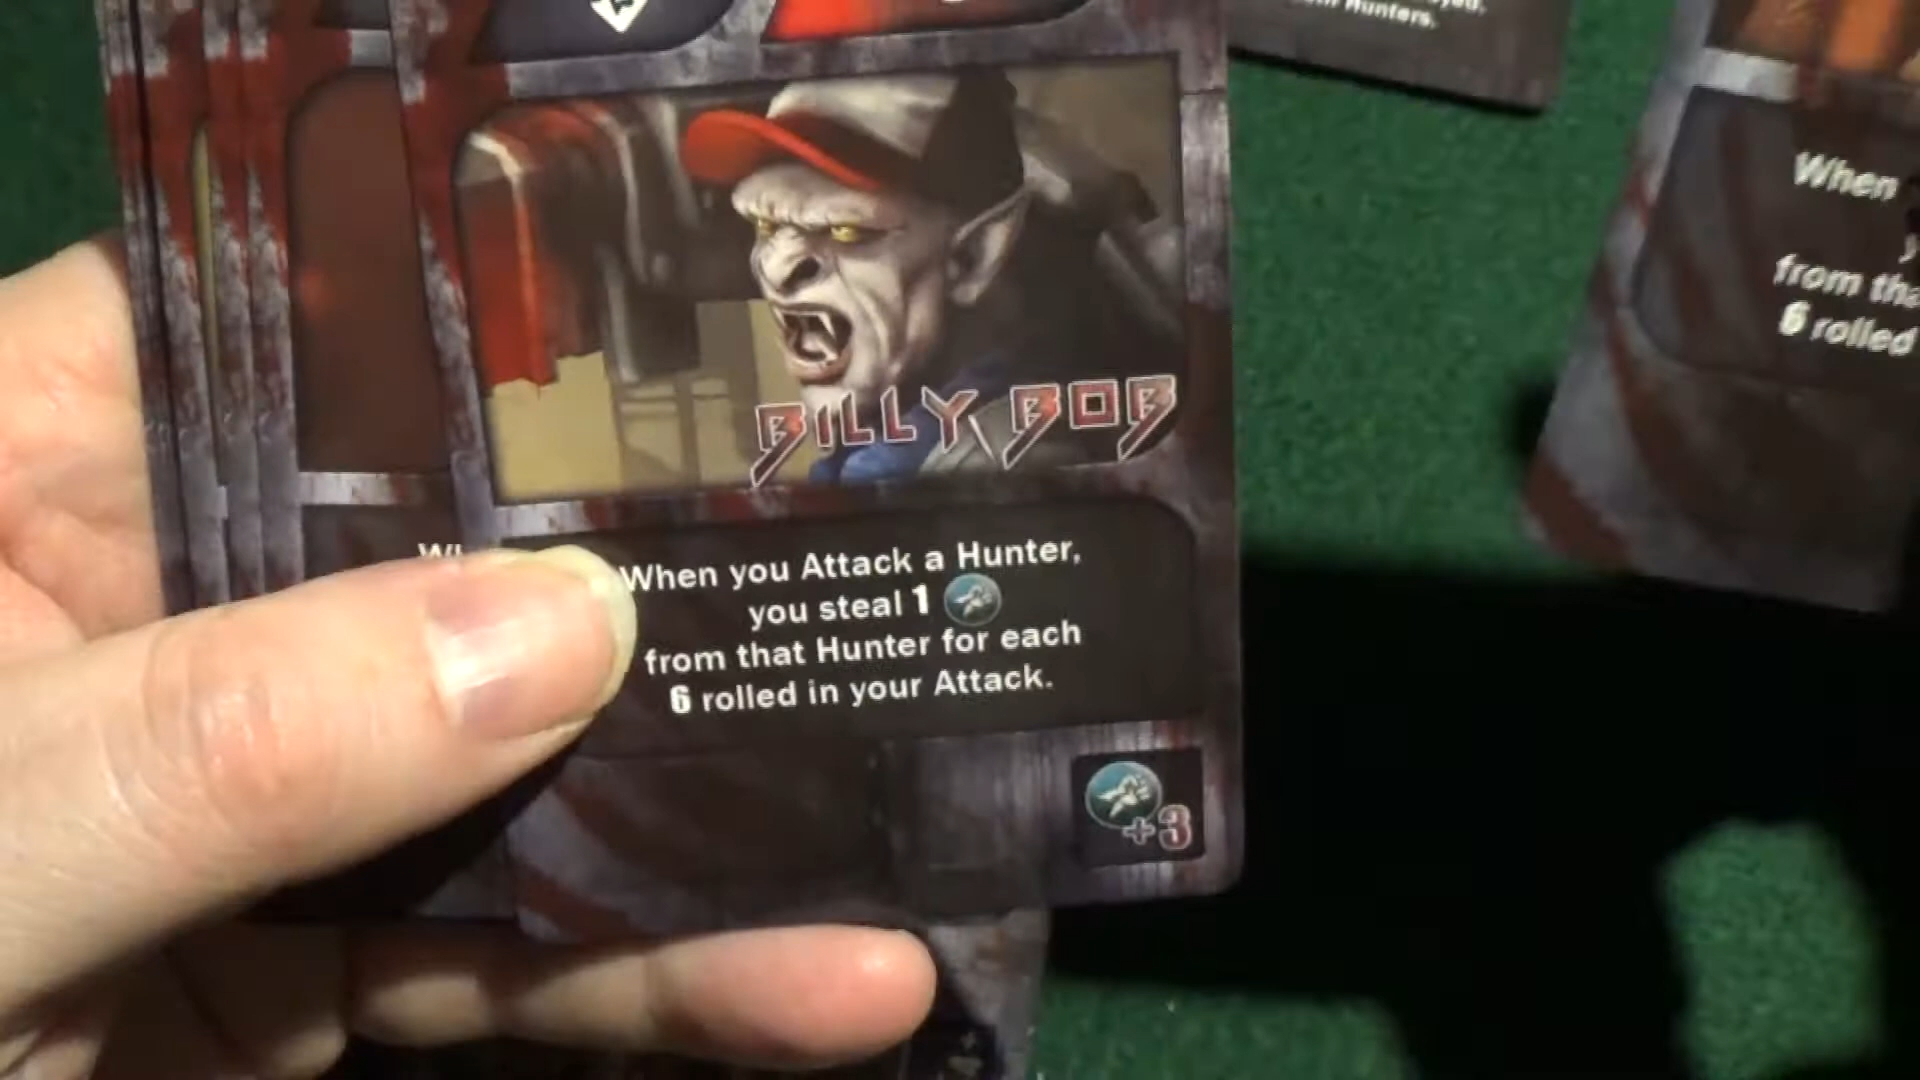 Hunters.
BILLY BOB
When you Attack a Hunter,
you steal 1
from that Hunter for each
6 rolled in your Attack.
+3
When
from
6 rolled